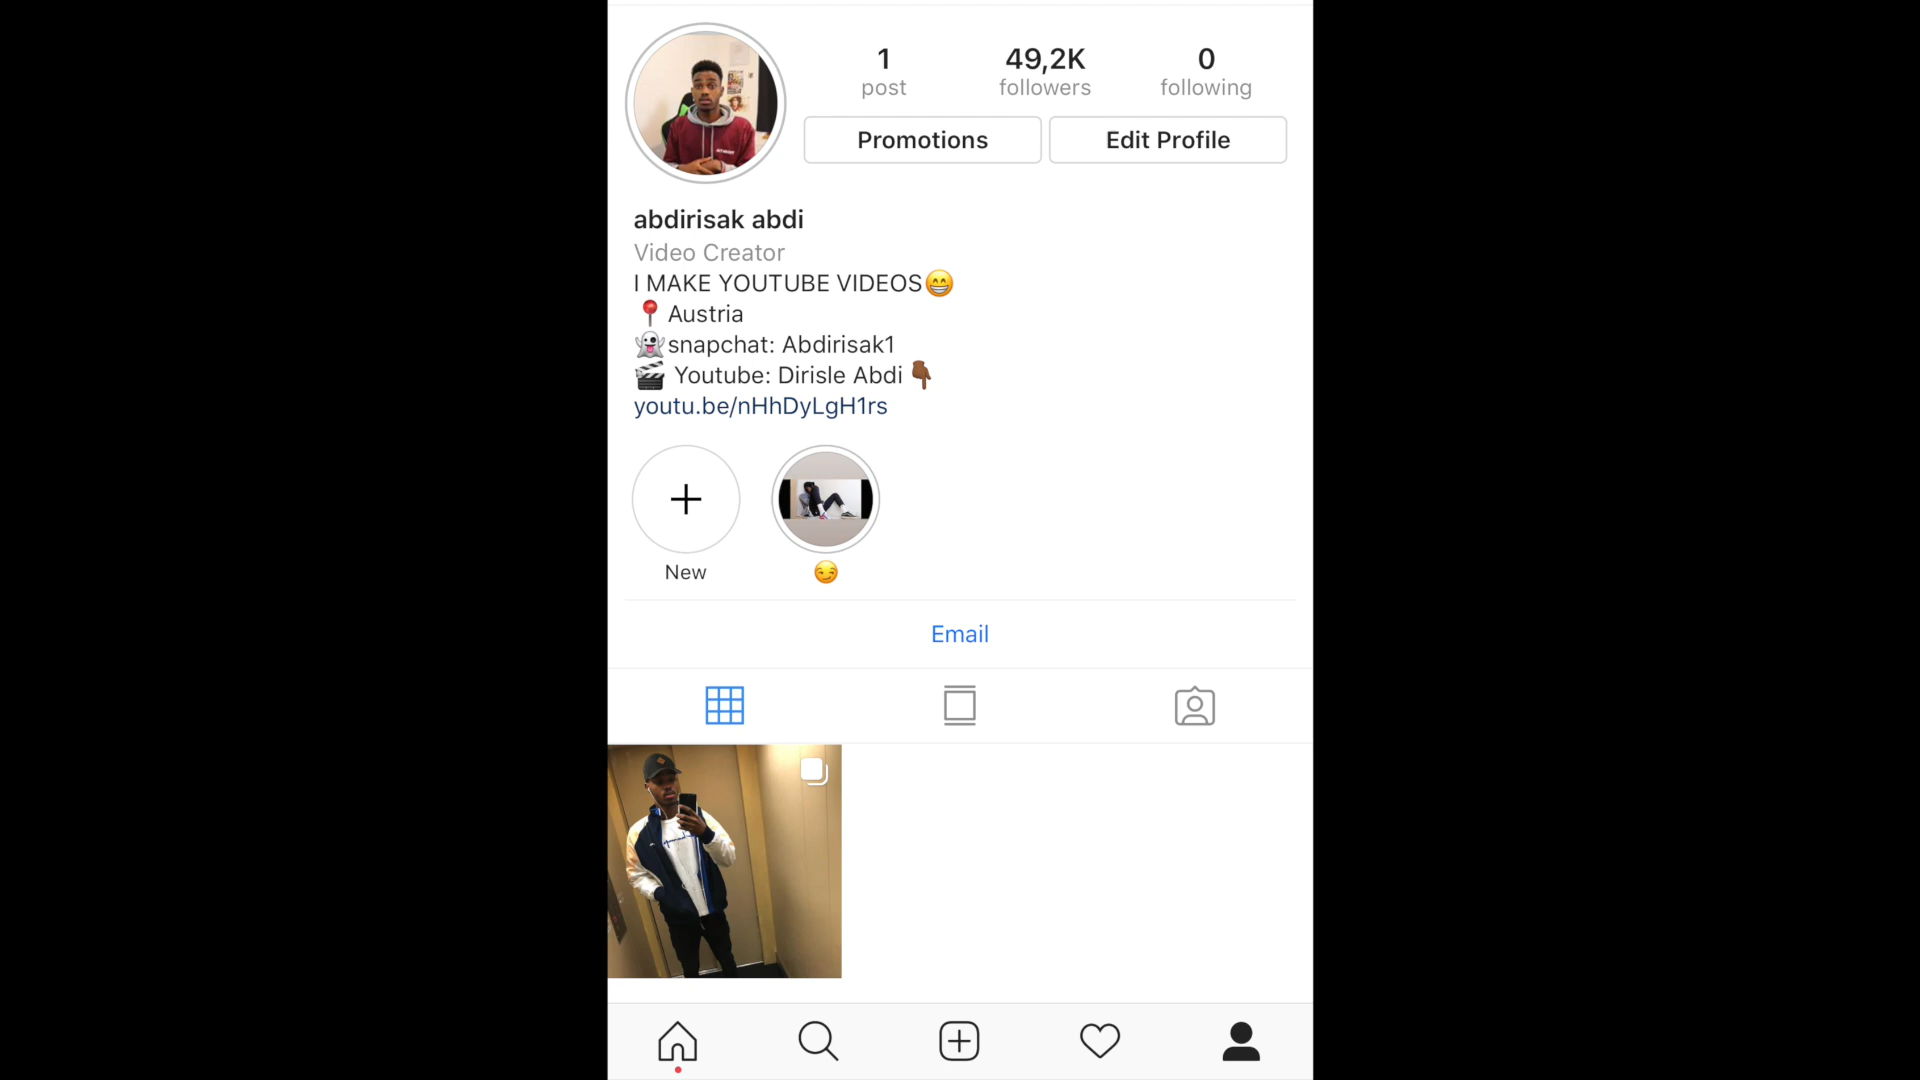 1 49,2K 0
post followers following
Promotions Edit Profile
abdirisak abdi
Video Creator
I MAKE YOUTUBE VIDEOS😁
📍 Austria
👻snapchat: Abdirisak1
🎬 Youtube: Dirisle Abdi👇🏾
youtu.be/nHhDyLgH1rs
New 😏
Email